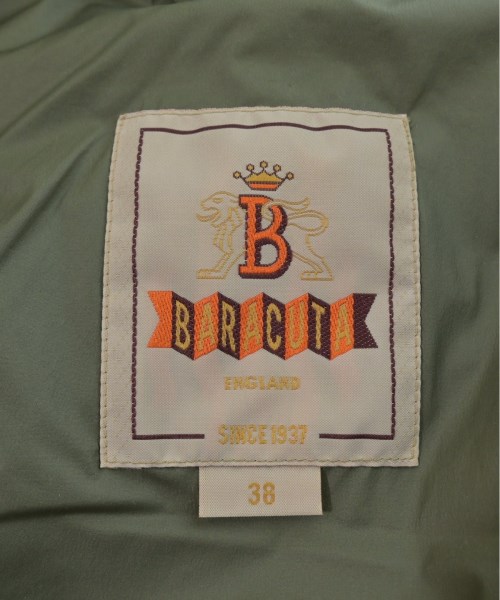 B
BARACUTA
ENGLAND
SINCE 1937
38